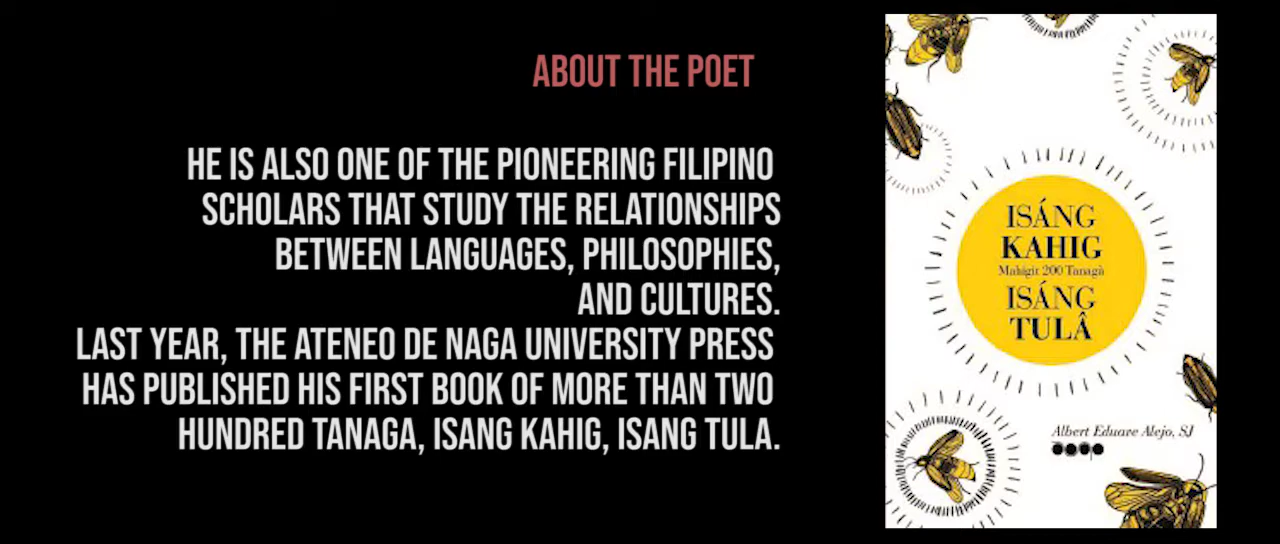 ABOUT THE POET
HE IS ALSO ONE OF THE PIONEERING FILIPINO
SCHOLARS THAT STUDY THE RELATIONSHIPS
BETWEEN LANGUAGES, PHILOSOPHIES,
AND CULTURES.
LAST YEAR, THE ATENEO DE NAGA UNIVERSITY PRESS
HAS PUBLISHED HIS FIRST BOOK OF MORE THAN TWO
HUNDRED TANAGA, ISANG KAHIG, ISANG TULA.
ISÁNG
KAHIG
Mahigit 200 Tanagà
ISÁNG
TULÂ
Albert Eduare Alejo, SJ